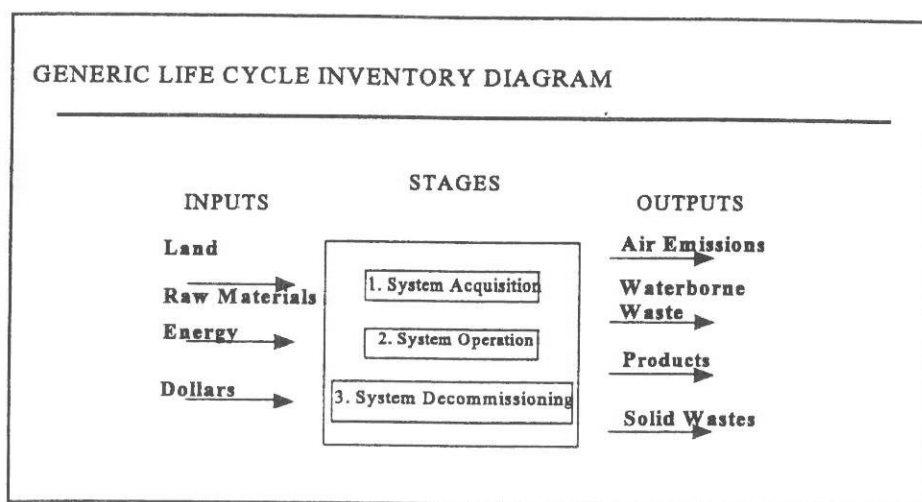 GENERIC LIFE CYCLE INVENTORY DIAGRAM
STAGES
INPUTS
OUTPUTS
Land
Raw Materials
Energy
Dollars
1. System Acquisition
2. System Operation
3. System Decommissioning
Air Emissions
Waterborne
Waste
Products
Solid Wastes